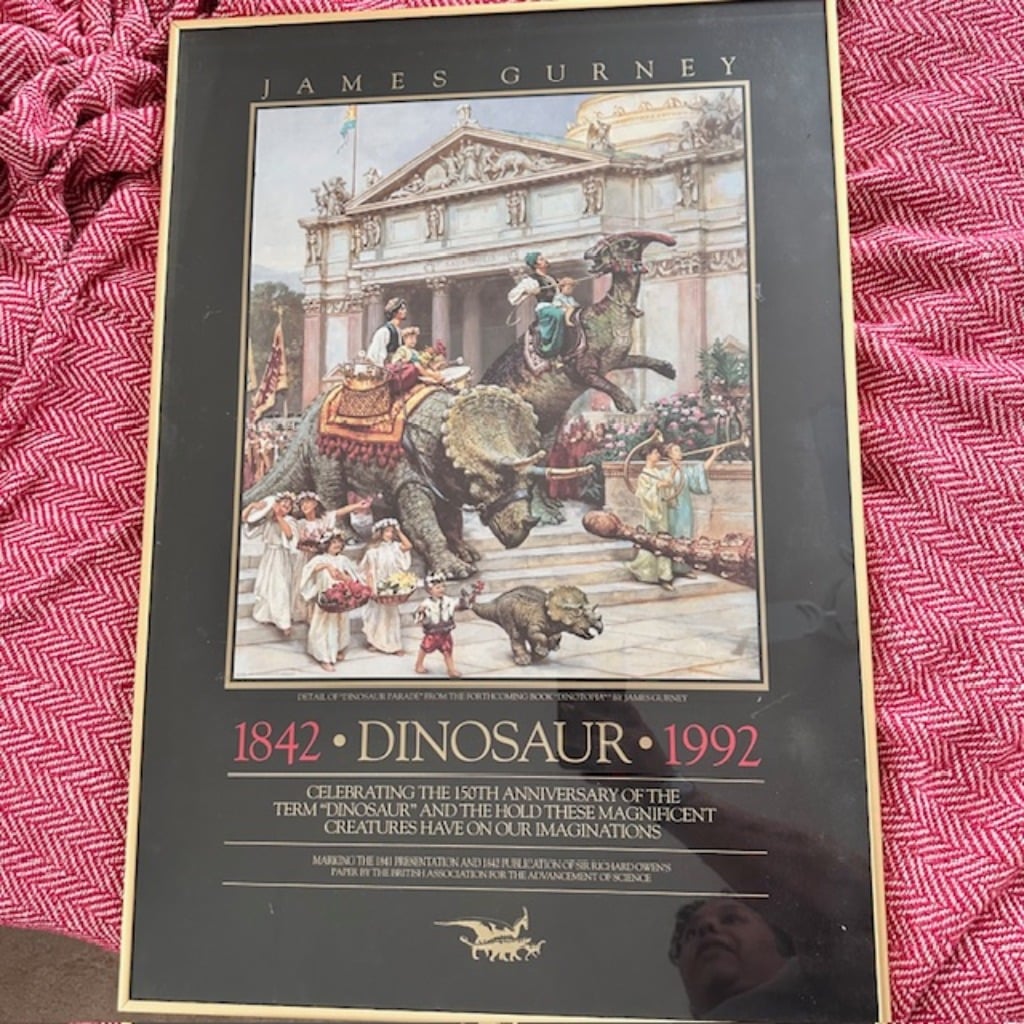 JAMES GURNEY
DETAIL OF "DINOSAUR PARADE" FROM THE FORTHCOMING BOOK "DINOTOPIA" BY JAMES GURNEY
1842 • DINOSAUR • 1992
CELEBRATING THE 150TH ANNIVERSARY OF THE
TERM "DINOSAUR" AND THE HOLD THESE MAGNIFICENT
CREATURES HAVE ON OUR IMAGINATIONS
MARKING THE 1841 PRESENTATION AND 1842 PUBLICATION OF SIR RICHARD OWEN'S
PAPER BY THE BRITISH ASSOCIATION FOR THE ADVANCEMENT OF SCIENCE